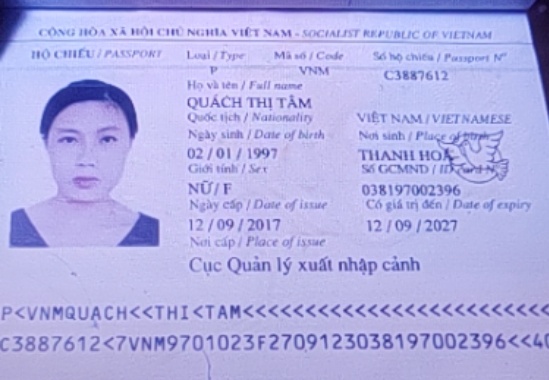 CỘNG HÒA XÃ HỘI CHỦ NGHĨA VIỆT NAM - SOCIALIST REPUBLIC OF VIETNAM
HỘ CHIẾU / PASSPORT Loại / Type Mã số / Code Số hộ chiếu / Passport Nº
P VNM C3887612
Họ và tên / Full name
QUÁCH THỊ TÂM
Quốc tịch / Nationality VIỆT NAM / VIETNAMESE
Ngày sinh / Date of birth Nơi sinh / Place of birth
02 / 01 / 1997 THANH HOÁ
Giới tính / Sex Số GCMND / ID card Nº
NỮ / F 038197002396
Ngày cấp / Date of issue Có giá trị đến / Date of expiry
12 / 09 / 2017 12 / 09 / 2027
Nơi cấp / Place of issue
Cục Quản lý xuất nhập cảnh
P<VNMQUACH<<THI<TAM<<<<<<<<<<<<<<<<<<<<<<<<<
C3887612<7VNM9701023F2709123038197002396<<40